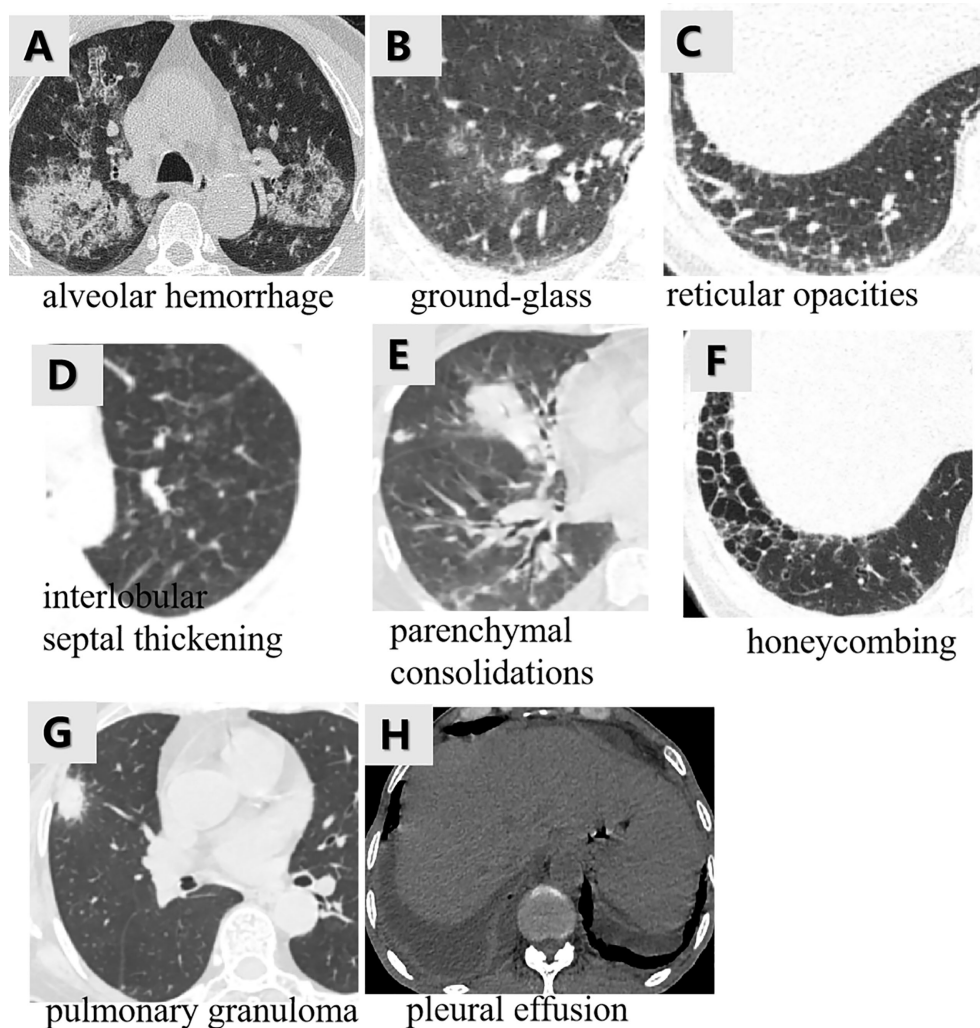 A
B
C
alveolar hemorrhage
ground-glass
reticular opacities
D
E
F
interlobular
septal thickening
parenchymal
consolidations
honeycombing
G
H
pulmonary granuloma
pleural effusion